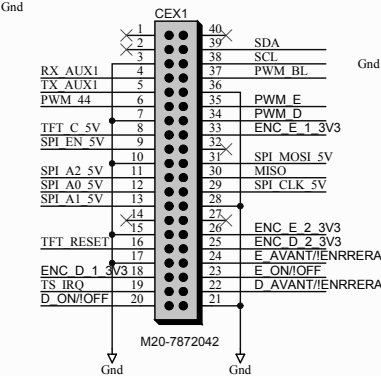 Gnd
CEX1
1 40
2 39 SDA
3 38 SCL
Gnd
RX_AUX1 4 37 PWM_BL
TX_AUX1 5 36
PWM_44 6 35 PWM_E
7 34 PWM_D
TFT_C_5V 8 33 ENC_E_1_3V3
SPI_EN_5V 9 32
10 31 SPI_MOSI_5V
SPI_A2_5V 11 30 MISO
SPI_A0_5V 12 29 SPI_CLK_5V
SPI_A1_5V 13 28
14 27
15 26 ENC_E_2_3V3
TFT_RESET 16 25 ENC_D_2_3V3
17 24 E_AVANT/!ENRRERA
ENC_D_1_3V3 18 23 E_ON/!OFF
TS_IRQ 19 22 D_AVANT/!ENRRERA
D_ON/!OFF 20 21
M20-7872042
Gnd Gnd